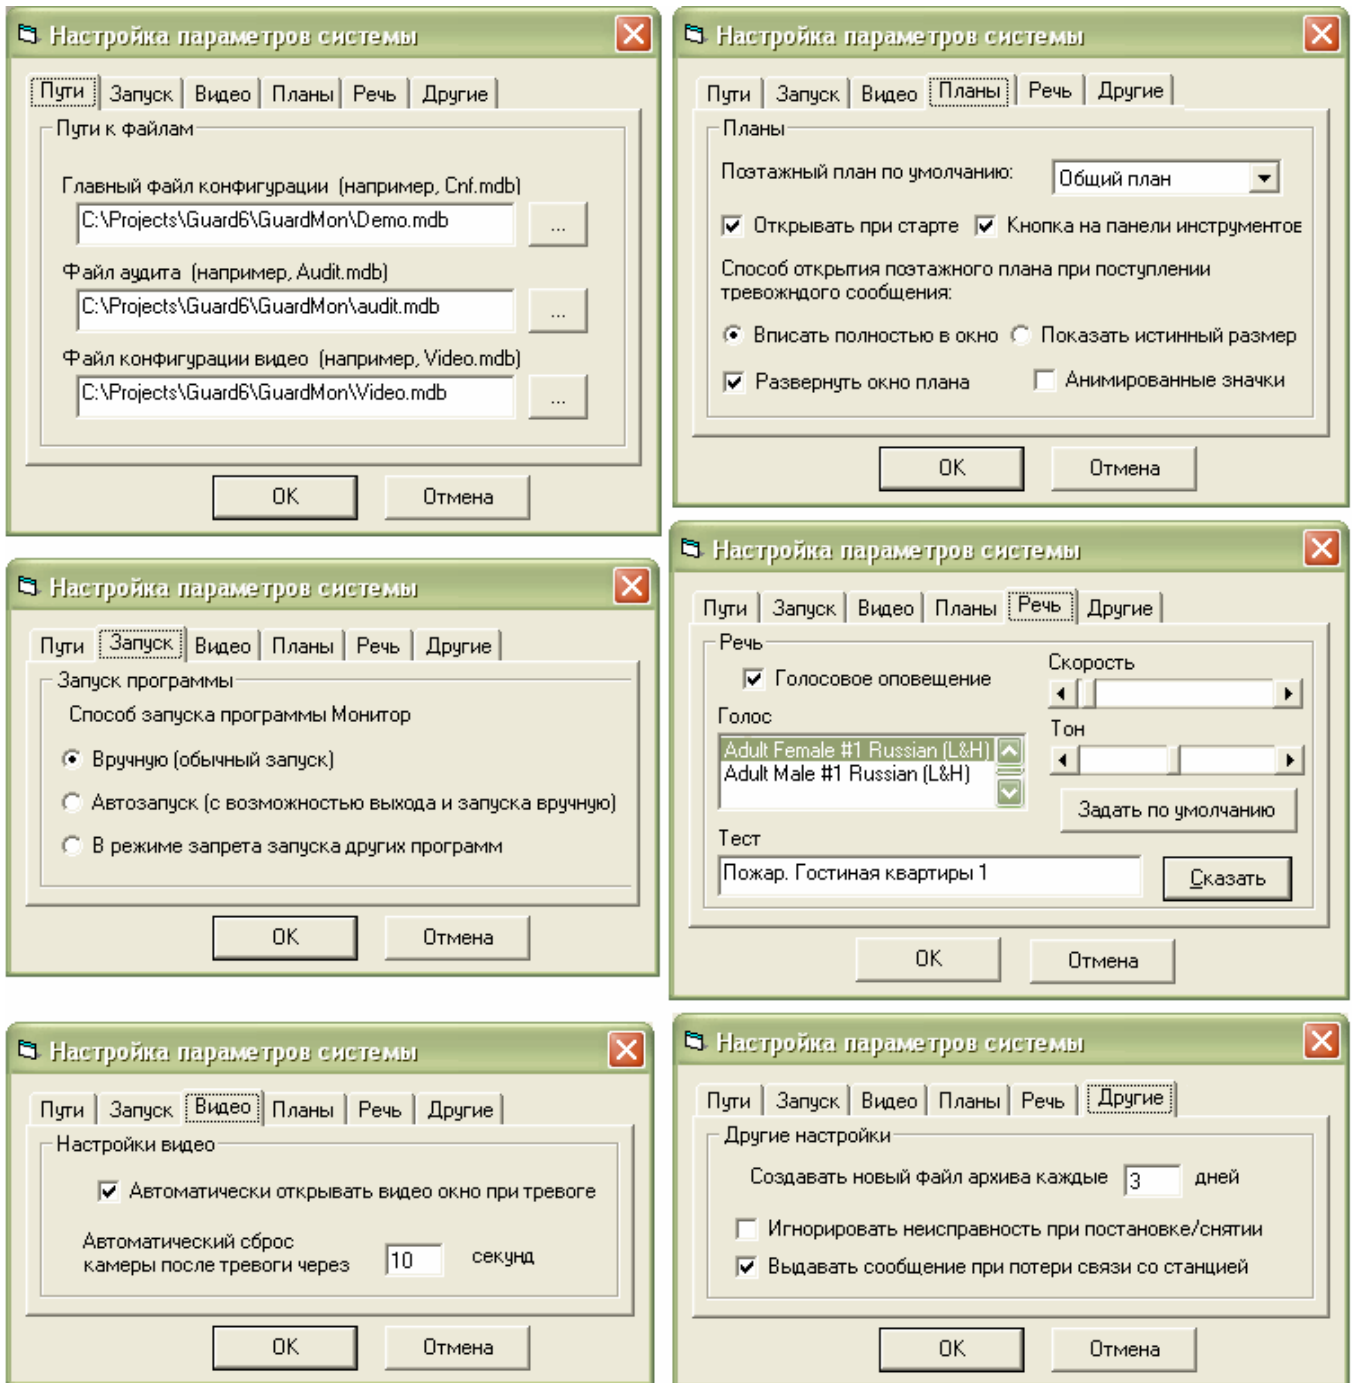 Настройка параметров системы
Пути Запуск Видео Планы Речь Другие
Пути к файлам
Главный файл конфигурации (например, Cnf.mdb)
C:\Projects\Guard6\GuardMon\Demo.mdb ...
Файл аудита (например, Audit.mdb)
C:\Projects\Guard6\GuardMon\audit.mdb ...
Файл конфигурации видео (например, Video.mdb)
C:\Projects\Guard6\GuardMon\Video.mdb ...
OK Отмена
Настройка параметров системы
Пути Запуск Видео Планы Речь Другие
Планы
Поэтажный план по умолчанию: Общий план
Открывать при старте Кнопка на панели инструментов
Способ открытия поэтажного плана при поступлении
тревожндого сообщения:
Вписать полностью в окно Показать истинный размер
Развернуть окно плана Анимированные значки
OK Отмена
Настройка параметров системы
Пути Запуск Видео Планы Речь Другие
Запуск программы
Способ запуска программы Монитор
Вручную (обычный запуск)
Автозапуск (с возможностью выхода и запуска вручную)
В режиме запрета запуска других программ
OK Отмена
Настройка параметров системы
Пути Запуск Видео Планы Речь Другие
Речь
Голосовое оповещение
Скорость
Голос
Adult Female #1 Russian (L&H)
Adult Male #1 Russian (L&H)
Тон
Задать по умолчанию
Тест
Пожар. Гостиная квартиры 1 Сказать
OK Отмена
Настройка параметров системы
Пути Запуск Видео Планы Речь Другие
Настройки видео
Автоматически открывать видео окно при тревоге
Автоматический сброс
камеры после тревоги через 10 секунд
OK Отмена
Настройка параметров системы
Пути Запуск Видео Планы Речь Другие
Другие настройки
Создавать новый файл архива каждые 3 дней
Игнорировать неисправность при постановке/снятии
Выдавать сообщение при потери связи со станцией
OK Отмена